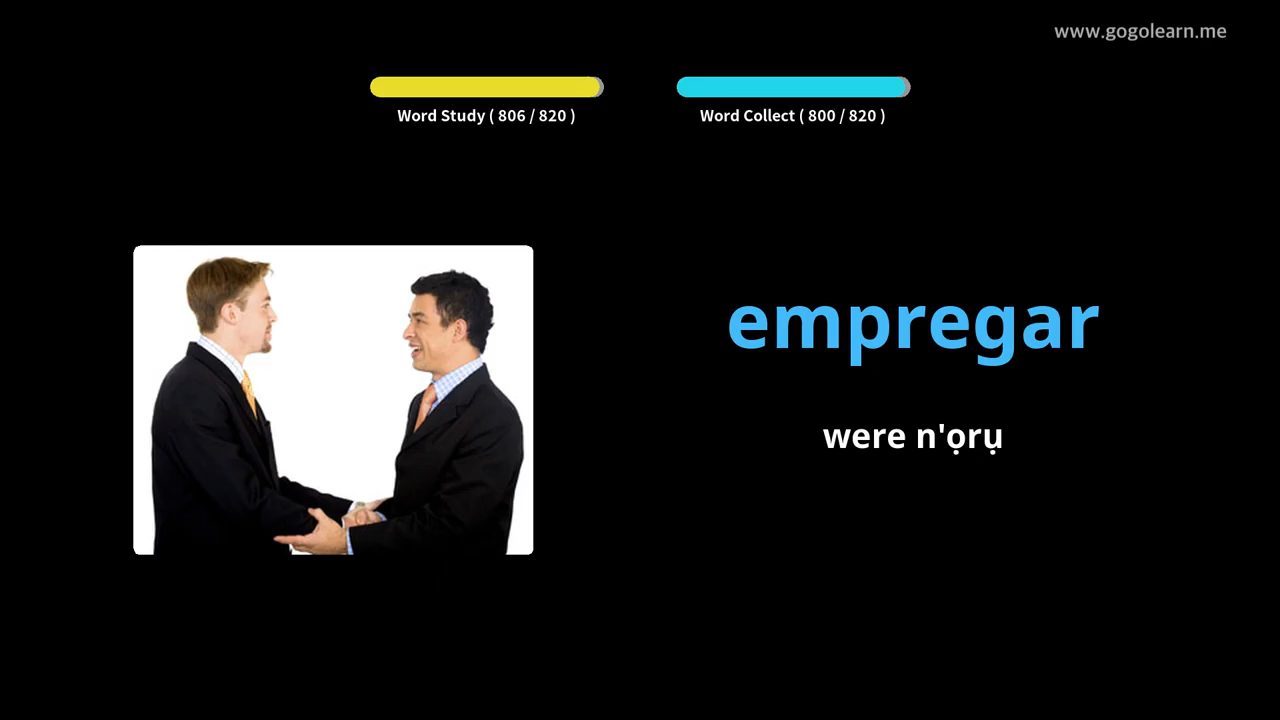 www.gogolearn.me
Word Study ( 806 / 820 )
Word Collect ( 800 / 820 )
empregar
were n'ọrụ